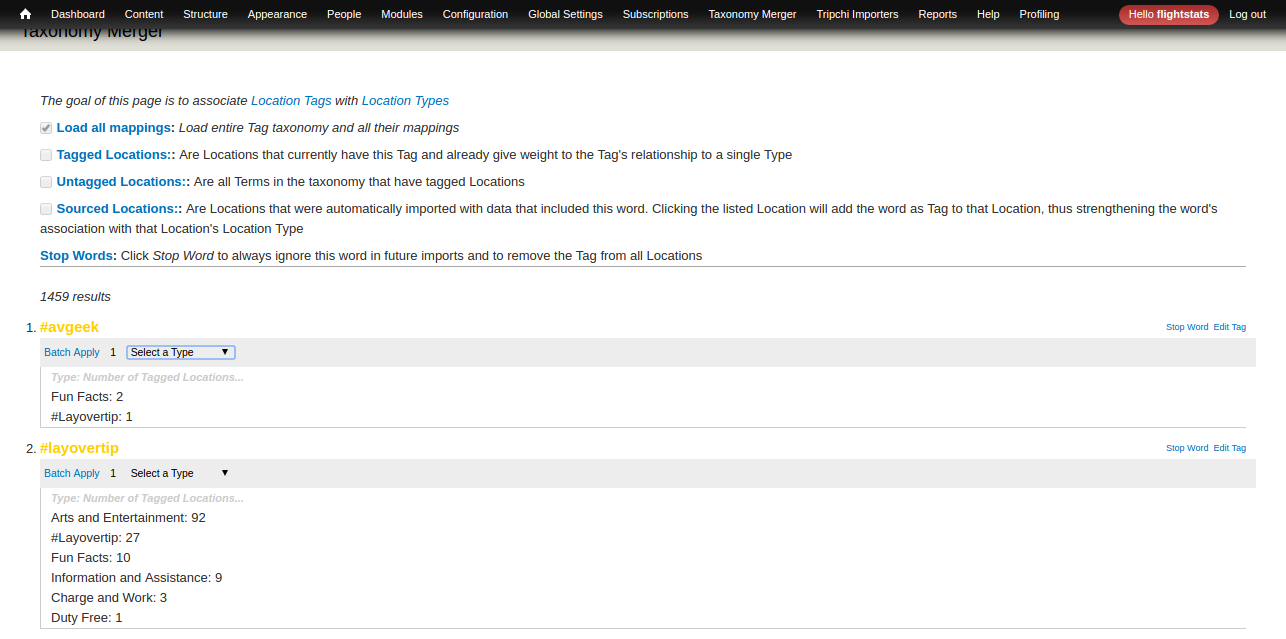 Dashboard Content Structure Appearance People Modules Configuration Global Settings Subscriptions Taxonomy Merger Tripchi Importers Reports Help Profiling Hello flightstats Log out
Taxonomy Merger
The goal of this page is to associate Location Tags with Location Types
Load all mappings: Load entire Tag taxonomy and all their mappings
Tagged Locations:: Are Locations that currently have this Tag and already give weight to the Tag's relationship to a single Type
Untagged Locations:: Are all Terms in the taxonomy that have tagged Locations
Sourced Locations:: Are Locations that were automatically imported with data that included this word. Clicking the listed Location will add the word as Tag to that Location, thus strengthening the word's
association with that Location's Location Type
Stop Words: Click Stop Word to always ignore this word in future imports and to remove the Tag from all Locations
1459 results
1. #avgeek Stop Word Edit Tag
Batch Apply 1 Select a Type
Type: Number of Tagged Locations...
Fun Facts: 2
#Layovertip: 1
2. #layovertip Stop Word Edit Tag
Batch Apply 1 Select a Type
Type: Number of Tagged Locations...
Arts and Entertainment: 92
#Layovertip: 27
Fun Facts: 10
Information and Assistance: 9
Charge and Work: 3
Duty Free: 1